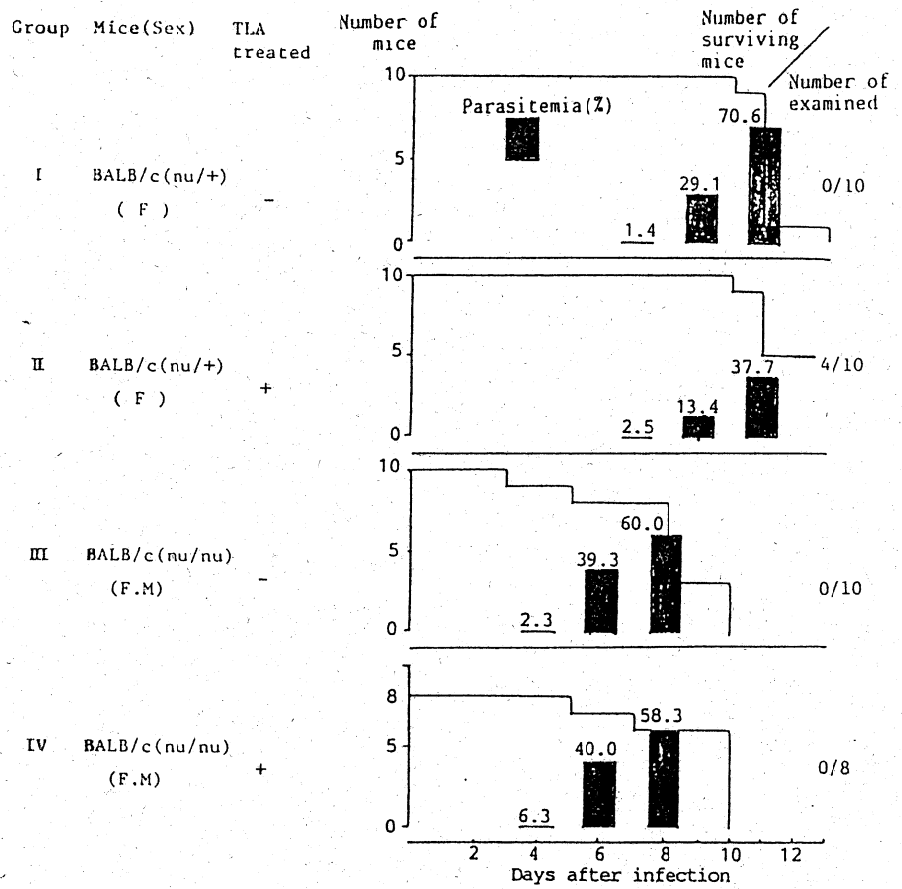 Group Mice(Sex) TLA treated
Number of mice
Number of surviving mice
Number of examined
Parasitemia(%)
10
5
0
I BALB/c(nu/+) ( F ) -
1.4
29.1
70.6
0/10
10
5
0
II BALB/c(nu/+) ( F ) +
2.5
13.4
37.7
4/10
10
5
0
III BALB/c(nu/nu) (F.M) -
2.3
39.3
60.0
0/10
8
5
0
IV BALB/c(nu/nu) (F.M) +
6.3
40.0
58.3
0/8
2 4 6 8 10 12
Days after infection